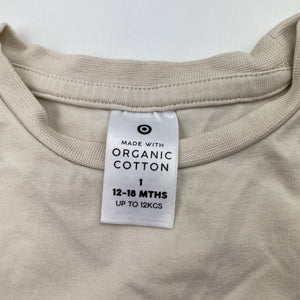 MADE WITH
ORGANIC
COTTON
1
12-18 MTHS
UP TO 12KGS